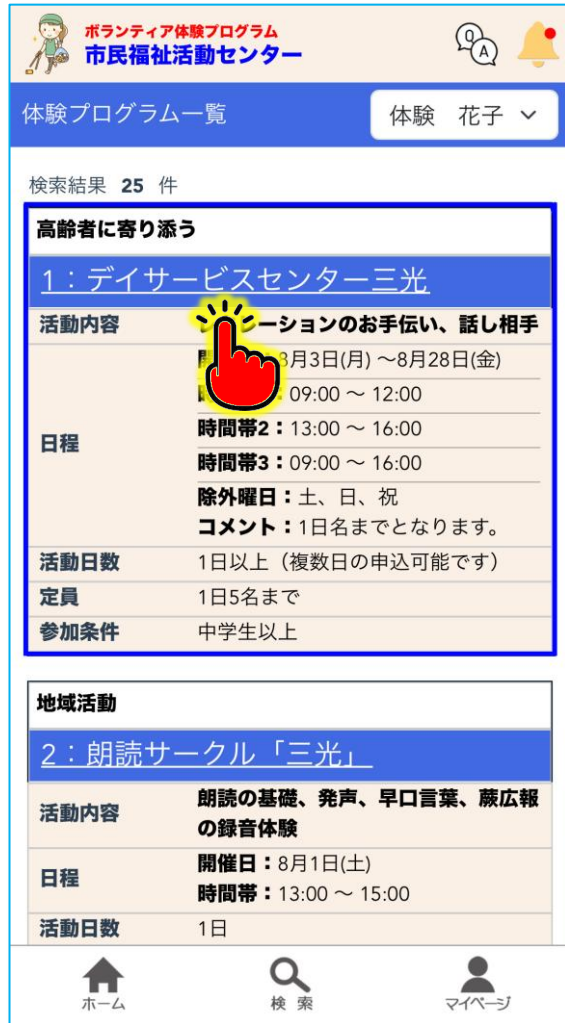 ボランティア体験プログラム
市民福祉活動センター
Q
A
体験プログラム一覧
体験 花子
検索結果 25 件
高齢者に寄り添う
1：デイサービスセンター三光
活動内容
ーションのお手伝い、話し相手
日程
8月3日(月) ～8月28日(金)
09:00 ～ 12:00
時間帯2：13:00 ～ 16:00
時間帯3：09:00 ～ 16:00
除外曜日：土、日、祝
コメント：1日名までとなります。
活動日数 1日以上（複数日の申込可能です）
定員 1日5名まで
参加条件 中学生以上
地域活動
2：朗読サークル「三光」
活動内容
朗読の基礎、発声、早口言葉、蕨広報
の録音体験
日程
開催日：8月1日(土)
時間帯：13:00 ～ 15:00
活動日数 1日
ホーム 検 索 マイページ